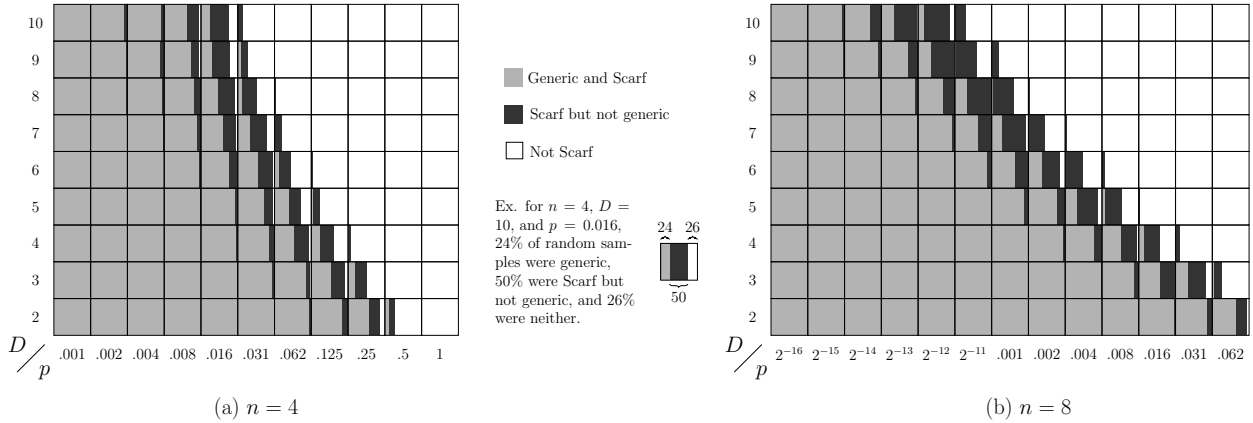 10
9
8
7
6
5
4
3
2
D/p
.001 .002 .004 .008 .016 .031 .062 .125 .25 .5 1
(a) n = 4
Generic and Scarf
Scarf but not generic
Not Scarf
Ex. for n = 4, D =
10, and p = 0.016,
24% of random sam-
ples were generic,
50% were Scarf but
not generic, and 26%
were neither.
24 26
50
10
9
8
7
6
5
4
3
2
D/p
2^{-16} 2^{-15} 2^{-14} 2^{-13} 2^{-12} 2^{-11} .001 .002 .004 .008 .016 .031 .062
(b) n = 8